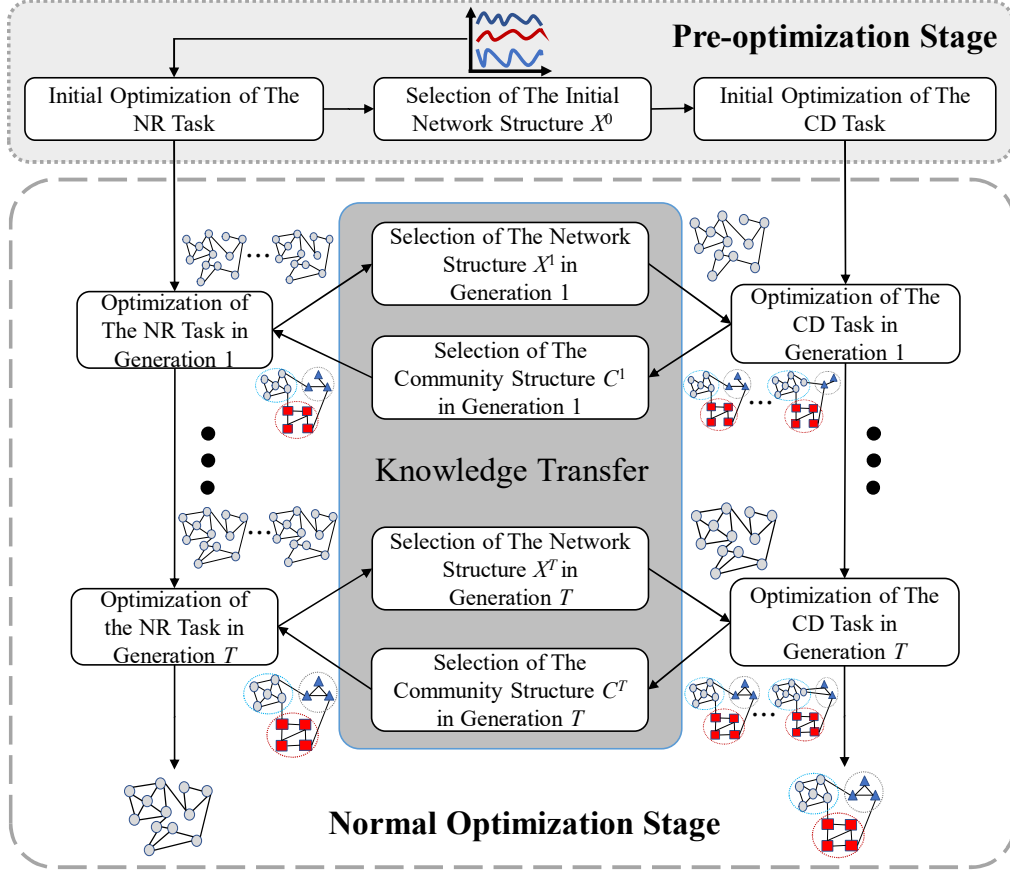 Pre-optimization Stage
Initial Optimization of The
NR Task
Selection of The Initial
Network Structure X⁰
Initial Optimization of The
CD Task
Selection of The Network
Structure X¹ in
Generation 1
Optimization of
The NR Task in
Generation 1
Optimization of The
CD Task in
Generation 1
Selection of The
Community Structure C¹
in Generation 1
Knowledge Transfer
Selection of The Network
Structure Xᵀ in
Generation T
Optimization of
the NR Task in
Generation T
Optimization of The
CD Task in
Generation T
Selection of The
Community Structure Cᵀ
in Generation T
Normal Optimization Stage